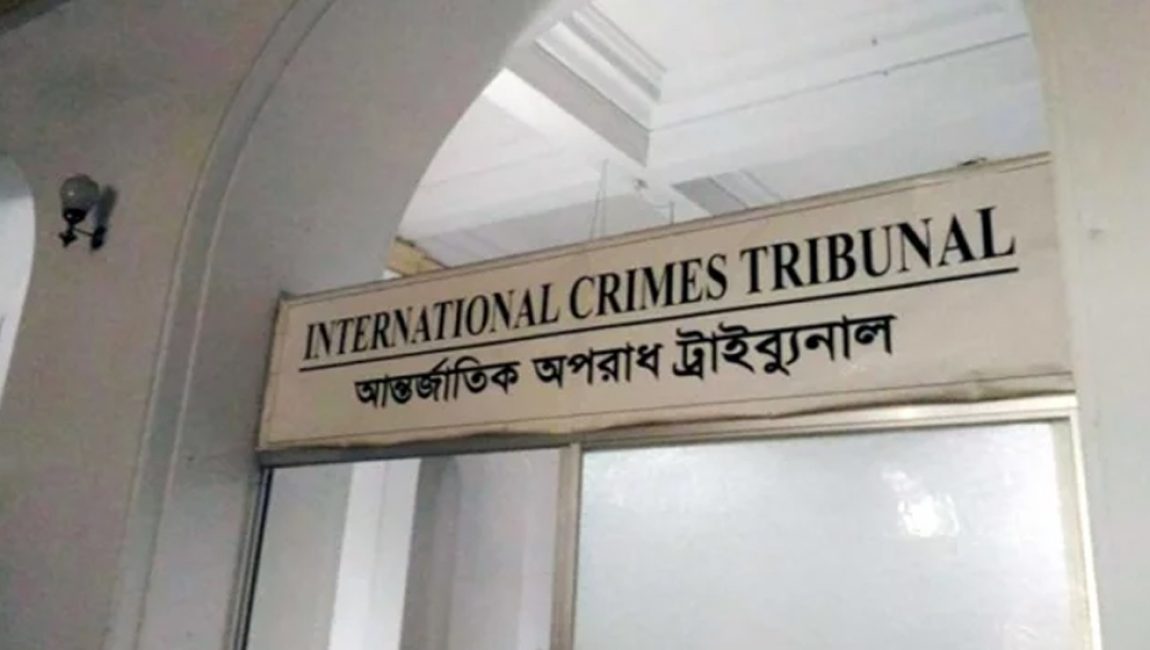 INTERNATIONAL CRIMES TRIBUNAL
আন্তর্জাতিক অপরাধ ট্রাইব্যুনাল